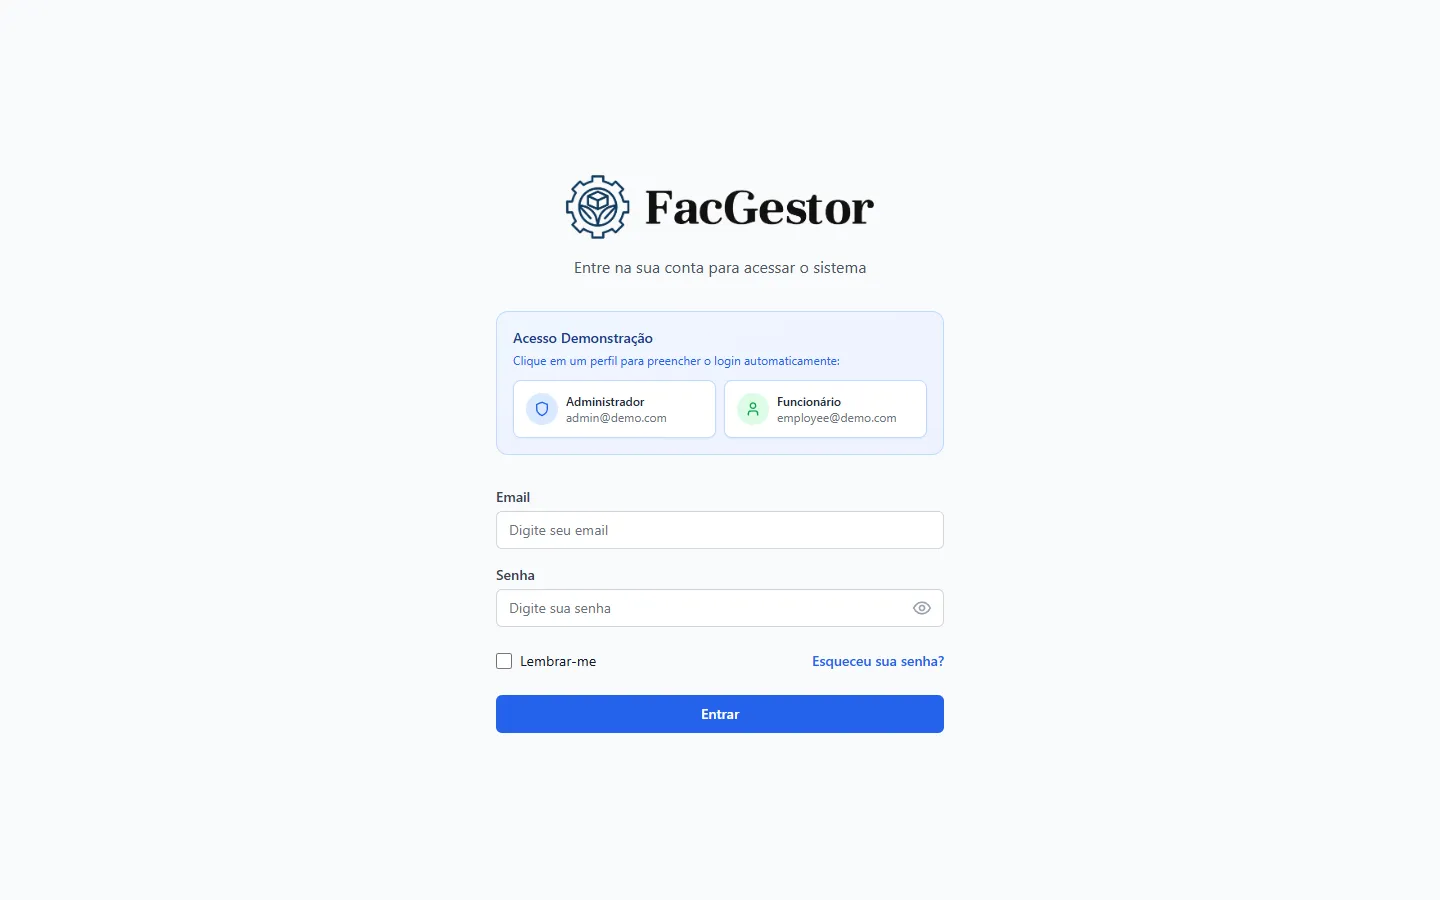 FacGestor
Entre na sua conta para acessar o sistema
Acesso Demonstração
Clique em um perfil para preencher o login automaticamente:
Administrador
admin@demo.com
Funcionário
employee@demo.com
Email
Digite seu email
Senha
Digite sua senha
Lembrar-me
Esqueceu sua senha?
Entrar